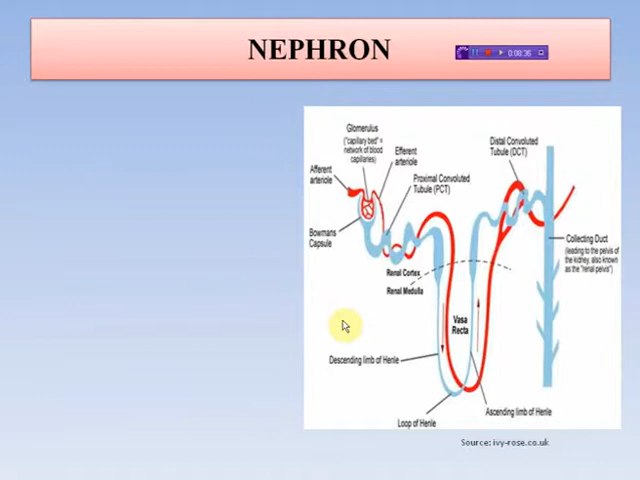 NEPHRON
0:08:36
Glomerulus
("capillary bed" =
network of blood
capillaries)
Efferent
arteriole
Afferent
arteriole
Proximal Convoluted
Tubule (PCT)
Distal Convoluted
Tubule (DCT)
Bowmans
Capsule
Collecting Duct
(leading to the pelvis of
the kidney, also known
as the "renal pelvis")
Renal Cortex
Renal Medulla
Vasa
Recta
Descending limb of Henle
Ascending limb of Henle
Loop of Henle
Source: ivy-rose.co.uk